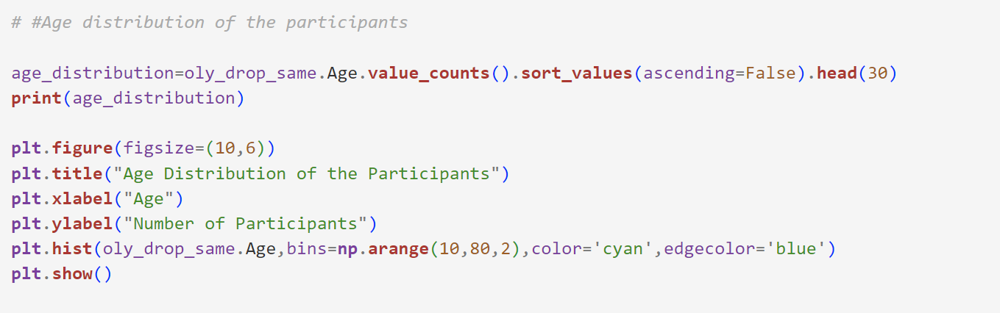 # #Age distribution of the participants
age_distribution=oly_drop_same.Age.value_counts().sort_values(ascending=False).head(30)
print(age_distribution)
plt.figure(figsize=(10,6))
plt.title("Age Distribution of the Participants")
plt.xlabel("Age")
plt.ylabel("Number of Participants")
plt.hist(oly_drop_same.Age,bins=np.arange(10,80,2),color='cyan',edgecolor='blue')
plt.show()